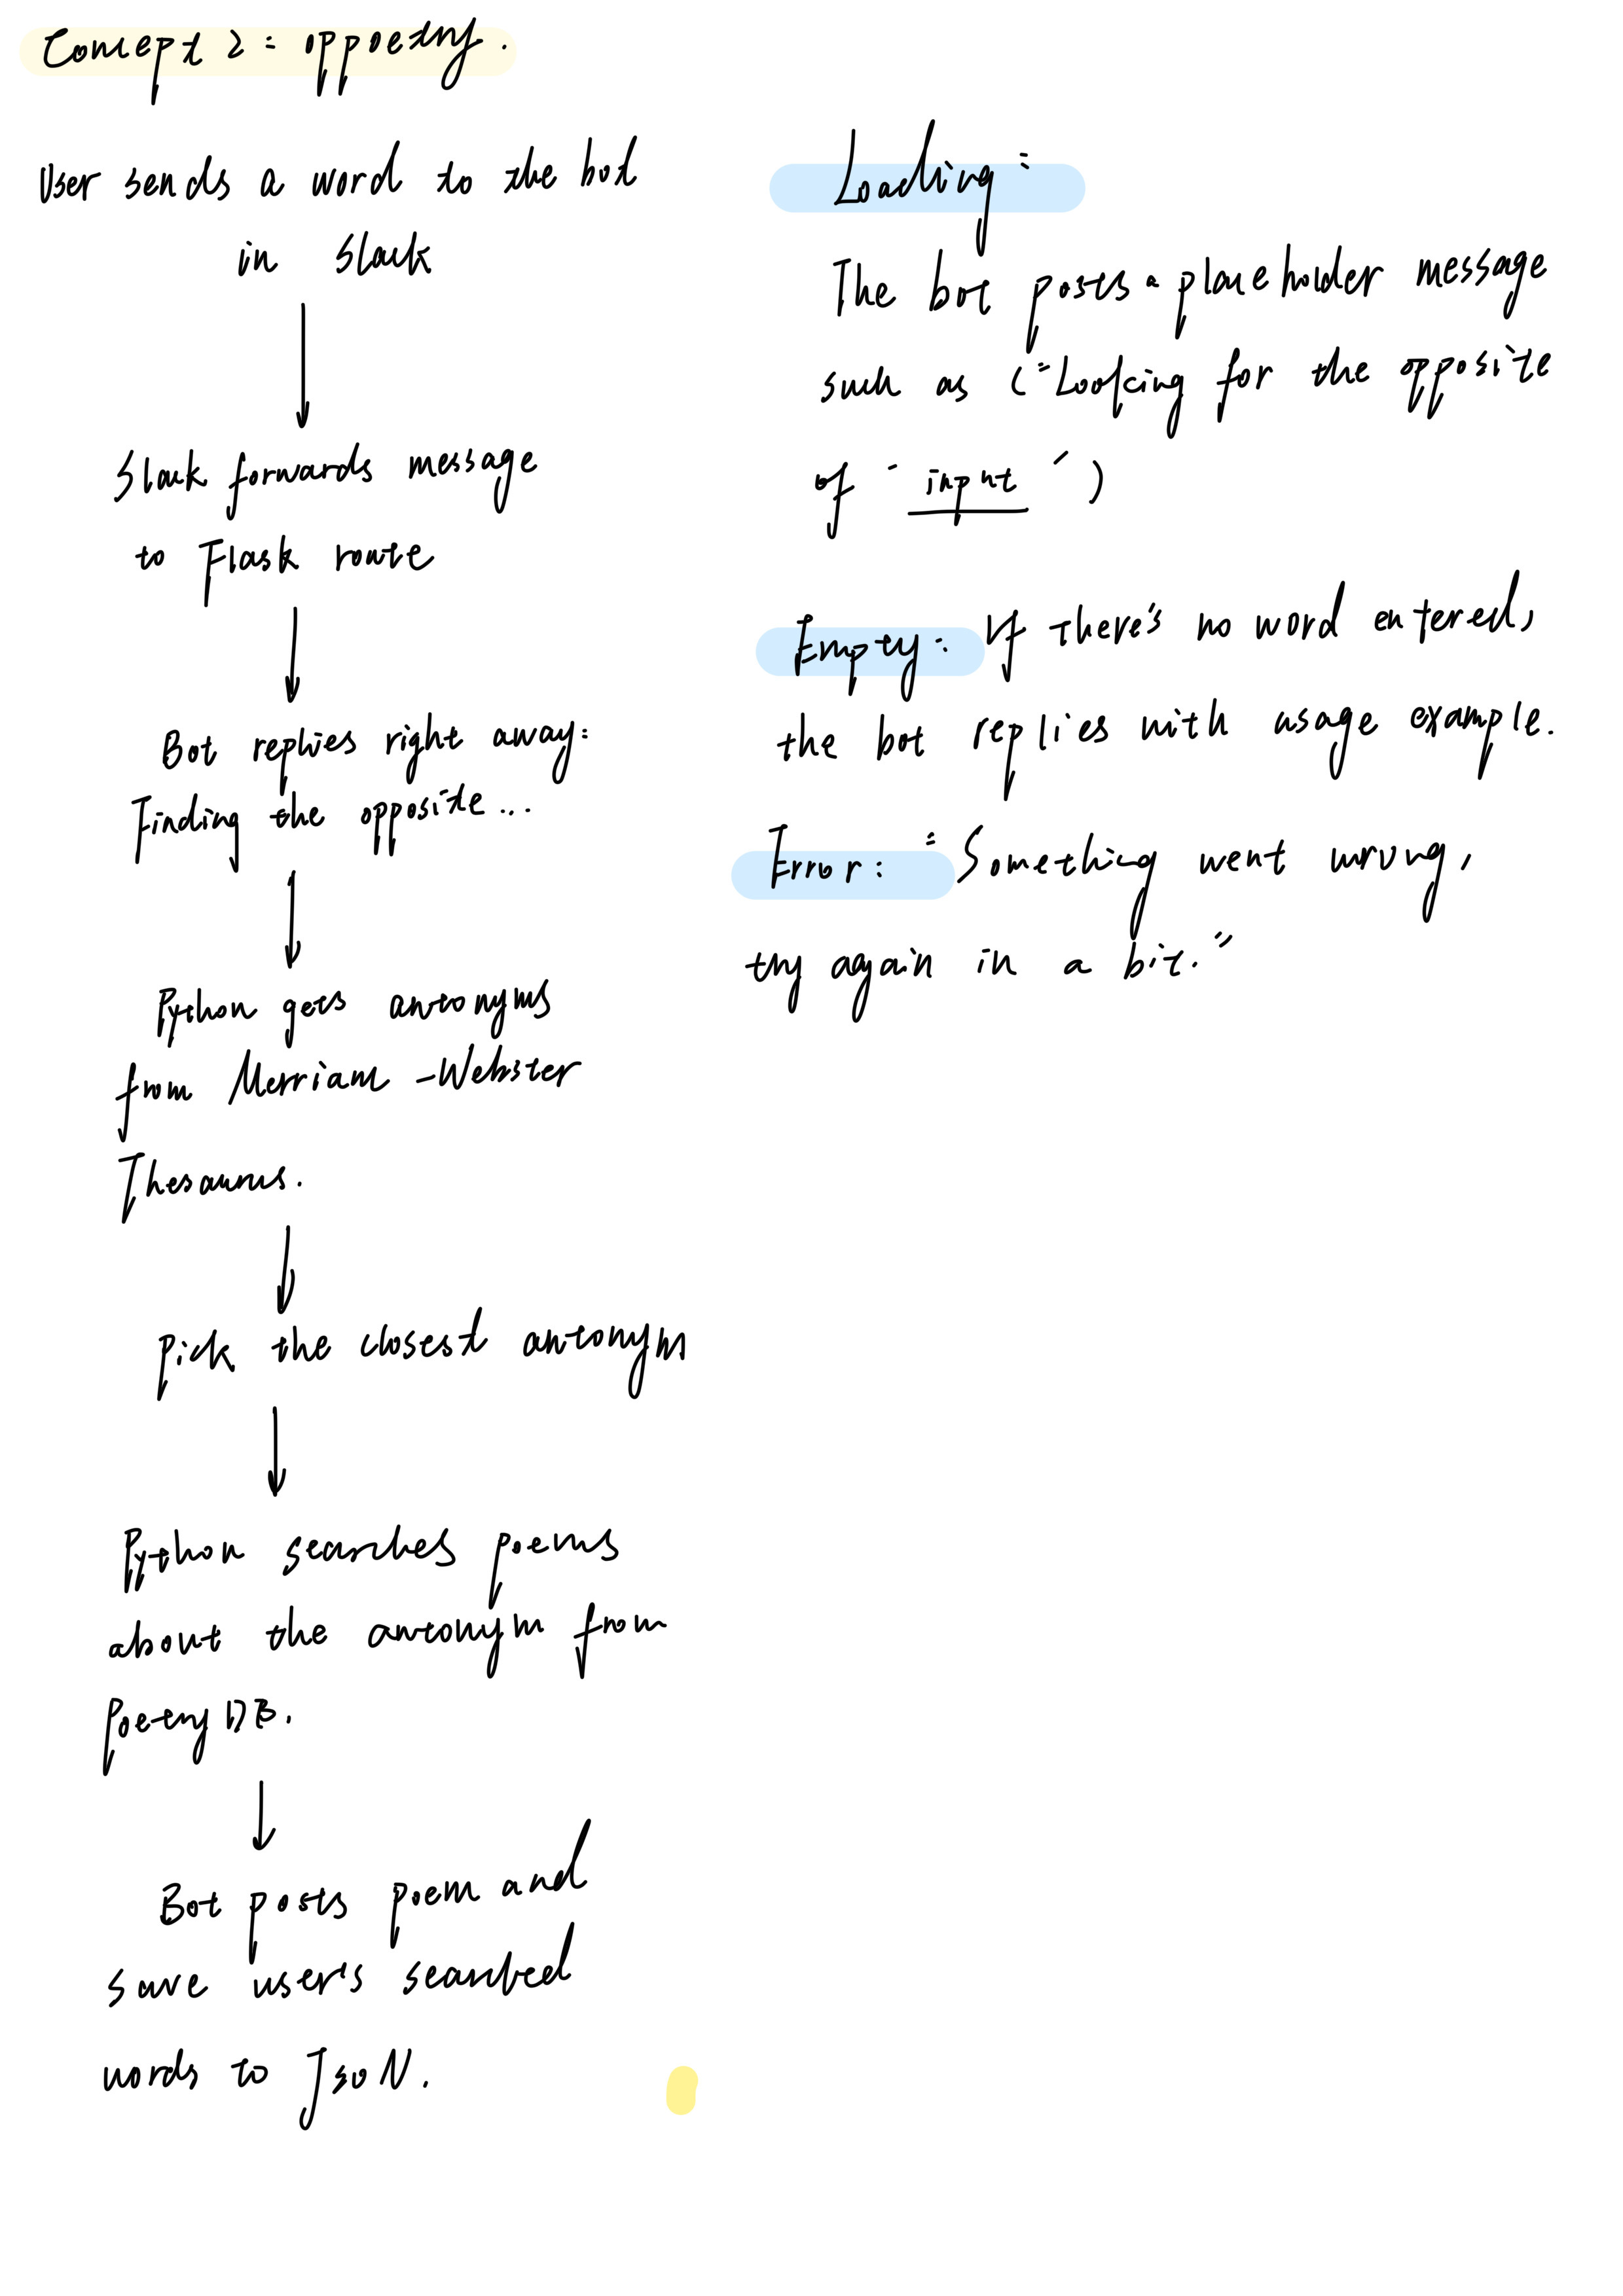 Concept 2: oppoetry.
User sends a word to the bot
in Slack
Slack forwards message
to Flask route
Bot replies right away:
Finding the opposite...
Python gets antonyms
from Merriam-Webster
Thesaurus.
Pick the closest antonym
Python searches poems
about the antonym from
PoetryDB.
Bot posts poem and
save user's searched
words to JSON.
Loading:
The bot posts a placeholder message
such as ("Looking for the opposite
of 'input')
Empty: If there's no word entered,
the bot replies with usage example.
Error: "Something went wrong,
try again in a bit."